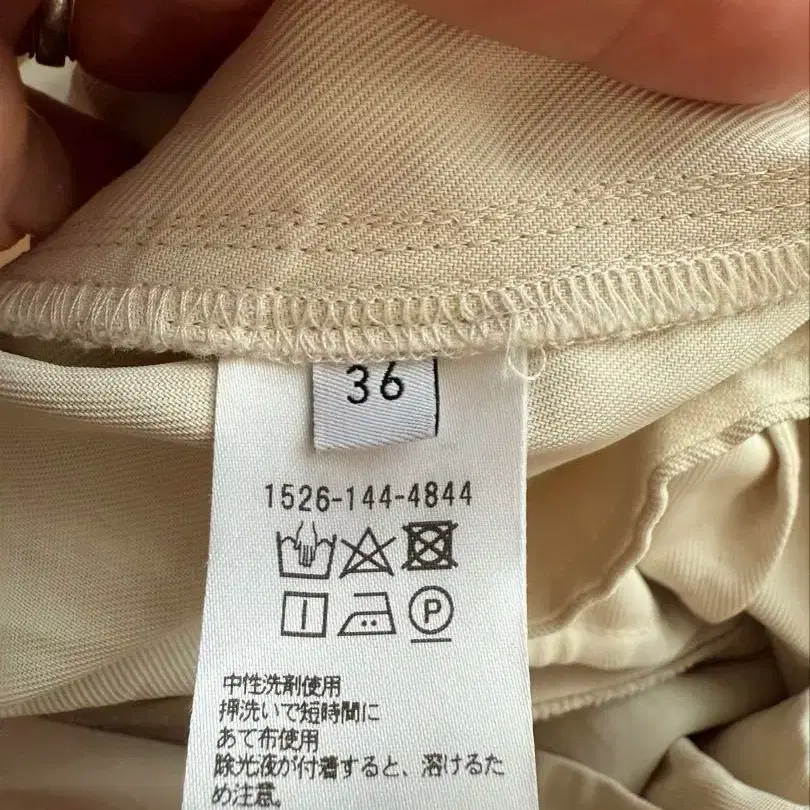 36
1526-144-4844
P
中性洗剤使用
押洗いで短時間に
あて布使用
除光液が付着すると、溶けるた
め注意。